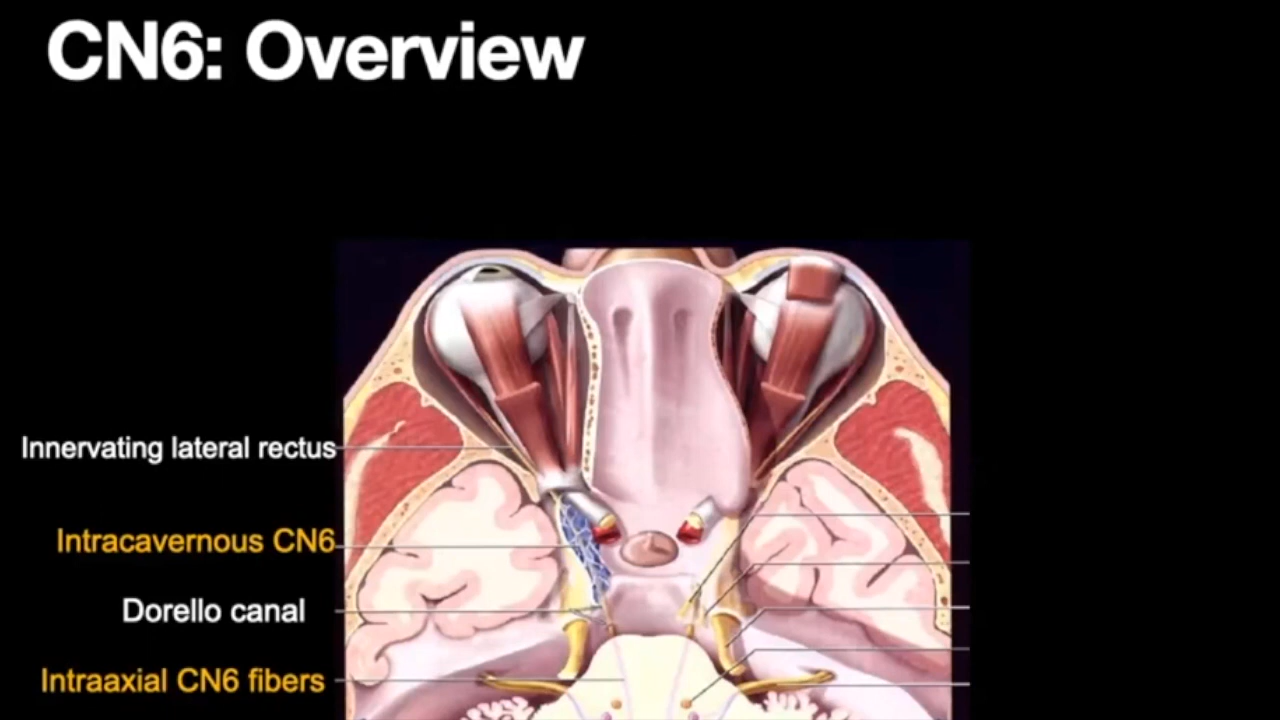 CN6: Overview
Innervating lateral rectus
Intracavernous CN6
Dorello canal
Intraaxial CN6 fibers